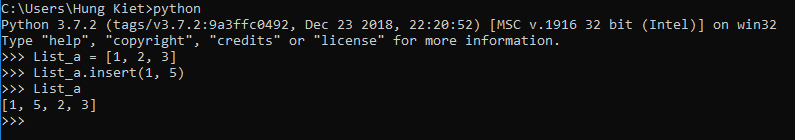 C:\Users\Hung Kiet>python
Python 3.7.2 (tags/v3.7.2:9a3ffc0492, Dec 23 2018, 22:20:52) [MSC v.1916 32 bit (Intel)] on win32
Type "help", "copyright", "credits" or "license" for more information.
>>> List_a = [1, 2, 3]
>>> List_a.insert(1, 5)
>>> List_a
[1, 5, 2, 3]
>>>